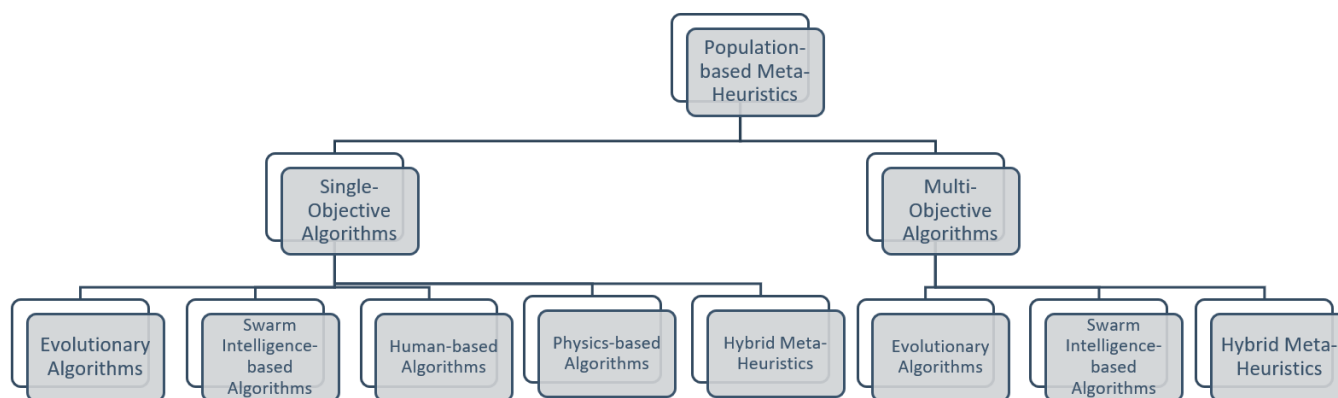 Population-
based Meta-
Heuristics
Single-
Objective
Algorithms
Multi-
Objective
Algorithms
Evolutionary
Algorithms
Swarm
Intelligence-
based
Algorithms
Human-based
Algorithms
Physics-based
Algorithms
Hybrid Meta-
Heuristics
Evolutionary
Algorithms
Swarm
Intelligence-
based
Algorithms
Hybrid Meta-
Heuristics